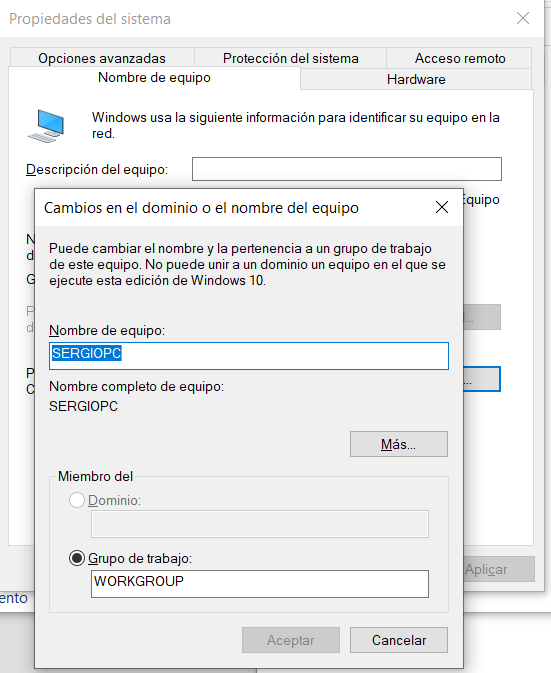 Propiedades del sistema
Opciones avanzadas
Protección del sistema
Acceso remoto
Nombre de equipo
Hardware
Windows usa la siguiente información para identificar su equipo en la
red.
Descripción del equipo:
Cambios en el dominio o el nombre del equipo
Puede cambiar el nombre y la pertenencia a un grupo de trabajo
de este equipo. No puede unir a un dominio un equipo en el que se
ejecute esta edición de Windows 10.
Nombre de equipo:
SERGIOPC
Nombre completo de equipo:
SERGIOPC
Más...
Miembro del
Dominio:
Grupo de trabajo:
WORKGROUP
Aceptar
Cancelar
Equipo
Aplicar
ento